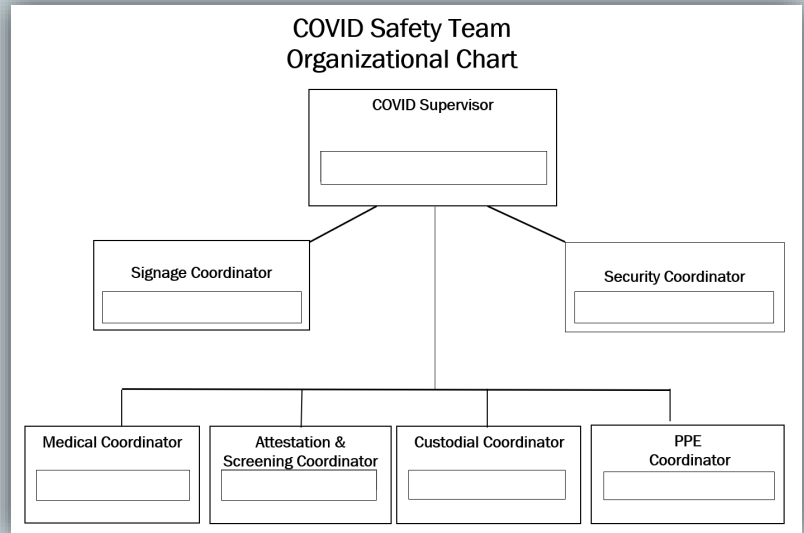 COVID Safety Team
Organizational Chart
COVID Supervisor
Signage Coordinator
Security Coordinator
Medical Coordinator
Attestation &
Screening Coordinator
Custodial Coordinator
PPE
Coordinator